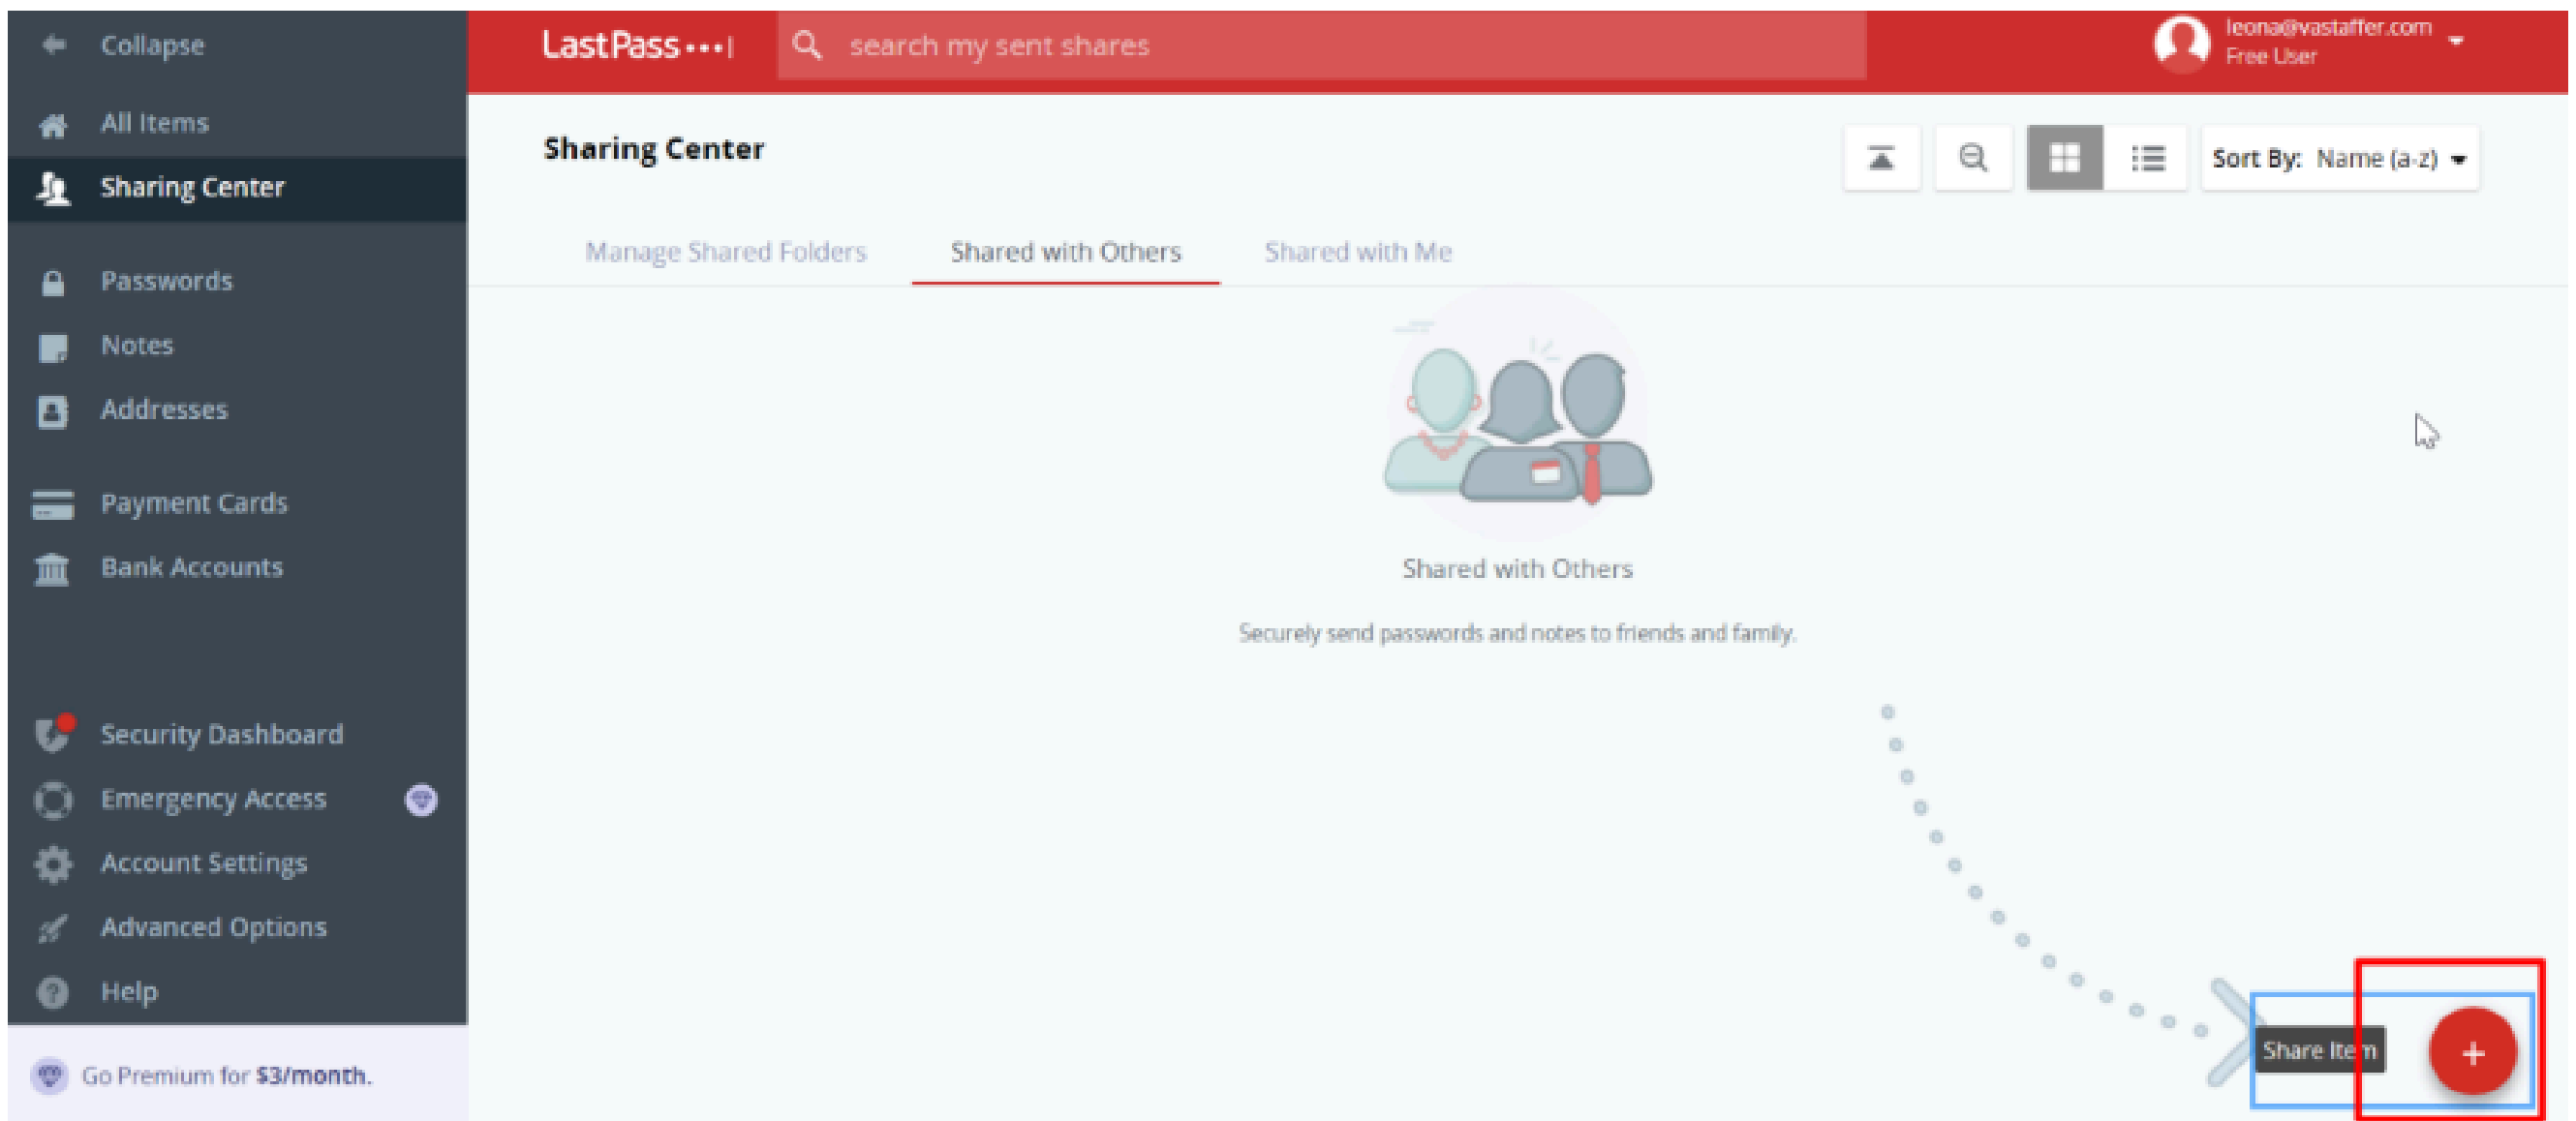 Collapse
All Items
Sharing Center
Passwords
Notes
Addresses
Payment Cards
Bank Accounts
Security Dashboard
Emergency Access
Account Settings
Advanced Options
Help
Go Premium for $3/month.
LastPass
search my sent shares
leona@vastaffer.com
Free User
Sharing Center
Sort By: Name (a-z)
Manage Shared Folders
Shared with Others
Shared with Me
Shared with Others
Securely send passwords and notes to friends and family.
Share Item